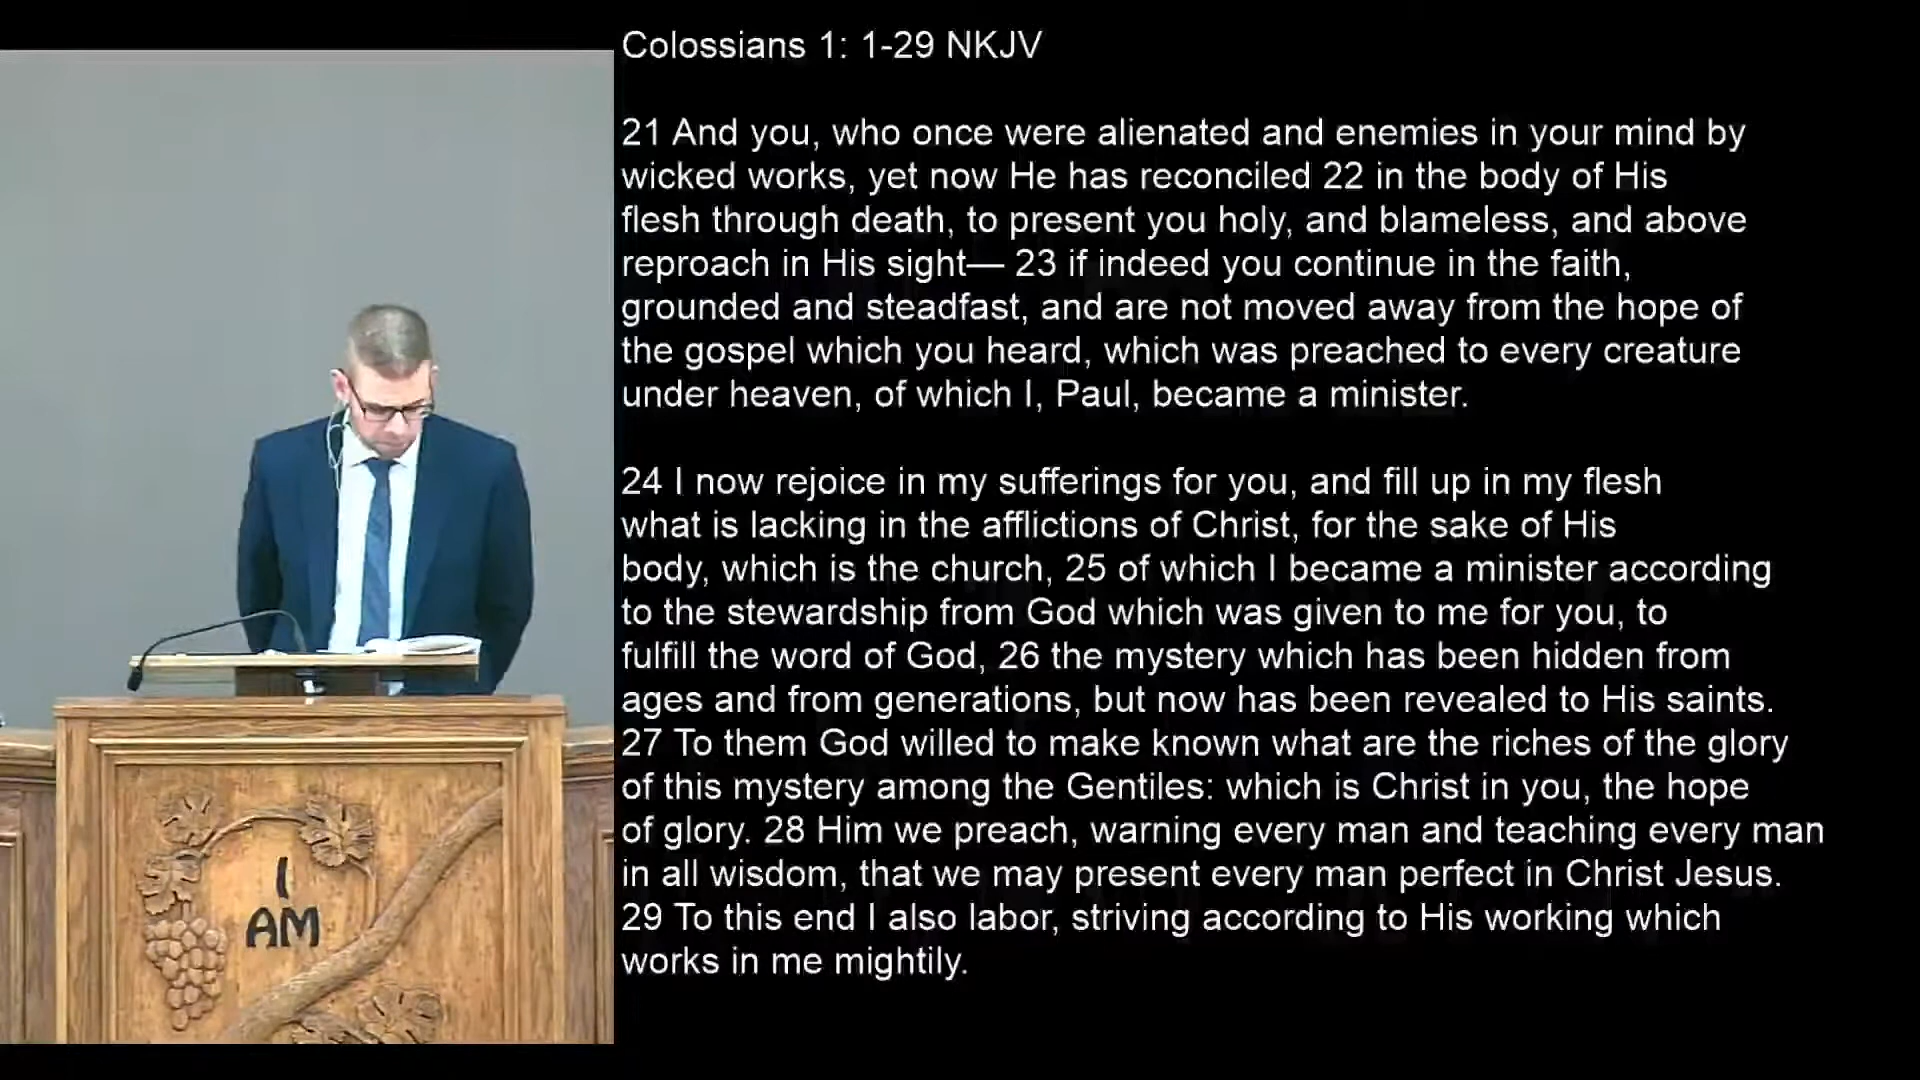 Colossians 1: 1-29 NKJV
21 And you, who once were alienated and enemies in your mind by
wicked works, yet now He has reconciled 22 in the body of His
flesh through death, to present you holy, and blameless, and above
reproach in His sight— 23 if indeed you continue in the faith,
grounded and steadfast, and are not moved away from the hope of
the gospel which you heard, which was preached to every creature
under heaven, of which I, Paul, became a minister.
24 I now rejoice in my sufferings for you, and fill up in my flesh
what is lacking in the afflictions of Christ, for the sake of His
body, which is the church, 25 of which I became a minister according
to the stewardship from God which was given to me for you, to
fulfill the word of God, 26 the mystery which has been hidden from
ages and from generations, but now has been revealed to His saints.
27 To them God willed to make known what are the riches of the glory
of this mystery among the Gentiles: which is Christ in you, the hope
of glory. 28 Him we preach, warning every man and teaching every man
in all wisdom, that we may present every man perfect in Christ Jesus.
29 To this end I also labor, striving according to His working which
works in me mightily.
I
AM